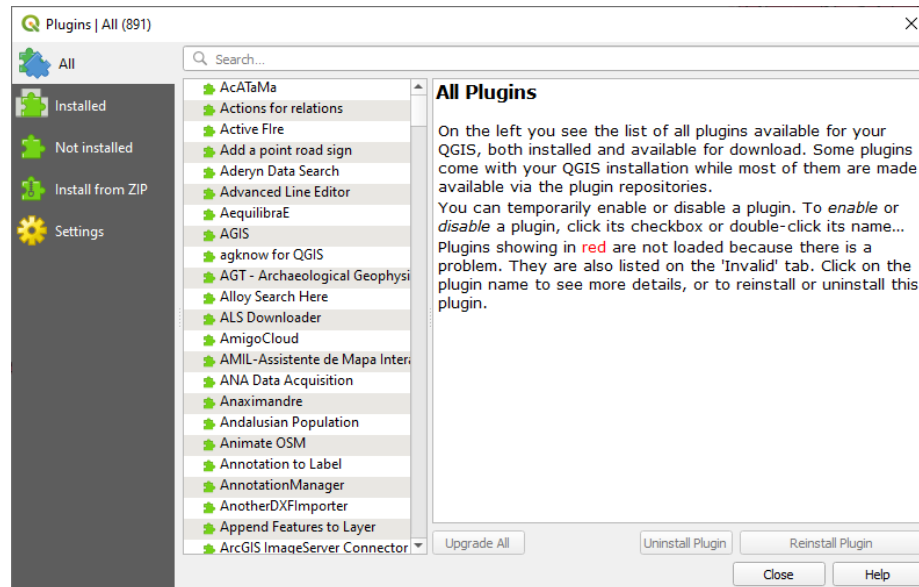 Plugins | All (891)
All
Installed
Not installed
Install from ZIP
Settings
Search...
AcATaMa
Actions for relations
Active FIre
Add a point road sign
Aderyn Data Search
Advanced Line Editor
AequilibraE
AGIS
agknow for QGIS
AGT - Archaeological Geophysi
Alloy Search Here
ALS Downloader
AmigoCloud
AMIL-Assistente de Mapa Intera
ANA Data Acquisition
Anaximandre
Andalusian Population
Animate OSM
Annotation to Label
AnnotationManager
AnotherDXFImporter
Append Features to Layer
ArcGIS ImageServer Connector
All Plugins
On the left you see the list of all plugins available for your
QGIS, both installed and available for download. Some plugins
come with your QGIS installation while most of them are made
available via the plugin repositories.
You can temporarily enable or disable a plugin. To enable or
disable a plugin, click its checkbox or double-click its name...
Plugins showing in red are not loaded because there is a
problem. They are also listed on the 'Invalid' tab. Click on the
plugin name to see more details, or to reinstall or uninstall this
plugin.
Upgrade All
Uninstall Plugin
Reinstall Plugin
Close
Help